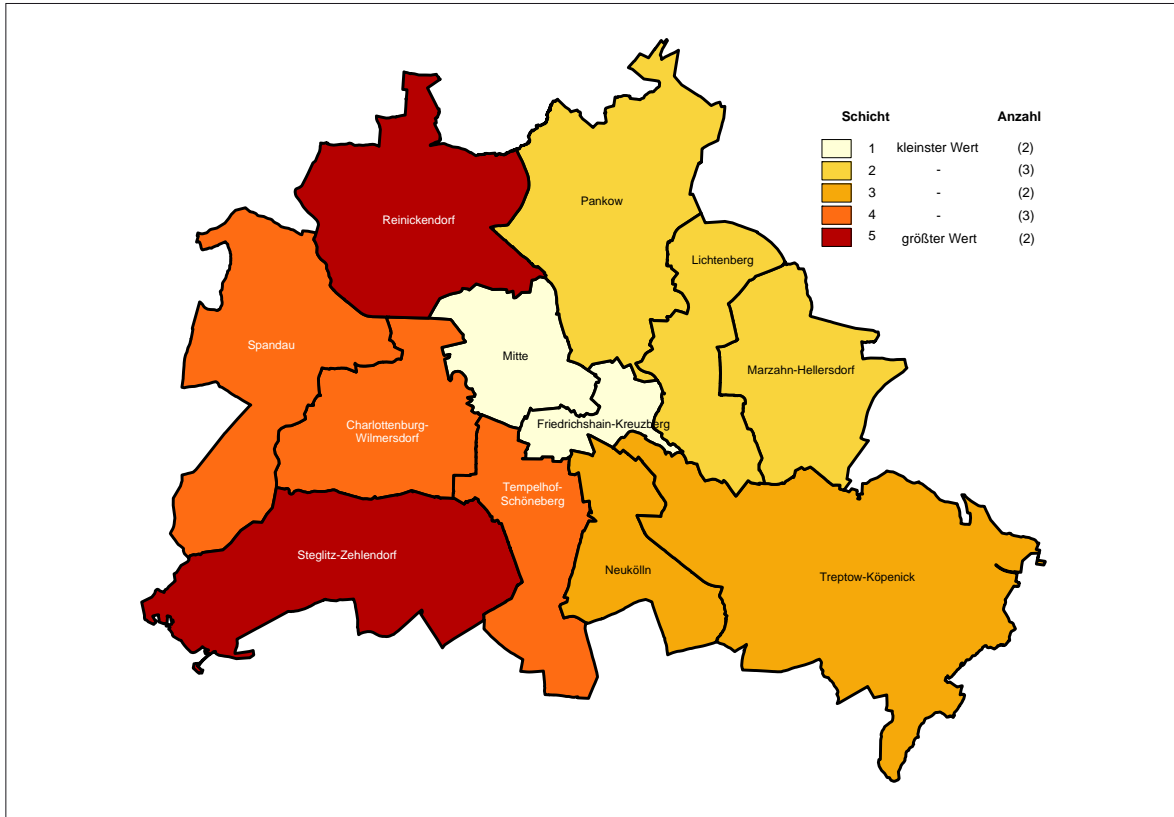 Schicht Anzahl
1 kleinster Wert (2)
2 - (3)
3 - (2)
4 - (3)
5 größter Wert (2)
Pankow
Reinickendorf
Lichtenberg
Spandau
Mitte
Marzahn-Hellersdorf
Charlottenburg-
Wilmersdorf
Friedrichshain-Kreuzberg
Tempelhof-
Schöneberg
Steglitz-Zehlendorf
Neukölln
Treptow-Köpenick